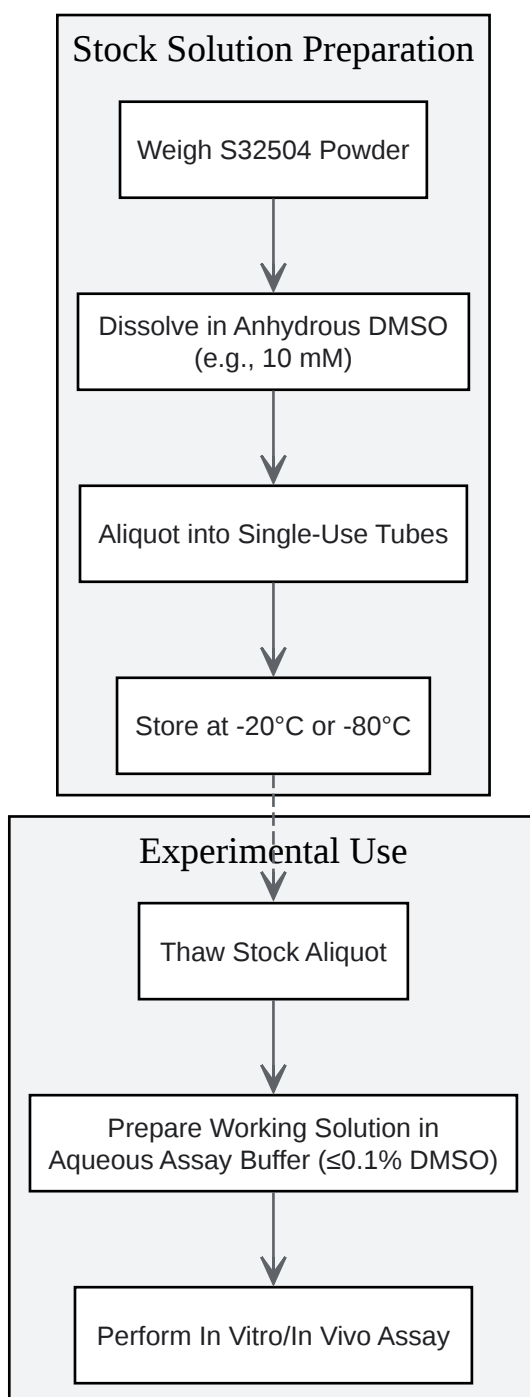 Stock Solution Preparation
Weigh S32504 Powder
Dissolve in Anhydrous DMSO
(e.g., 10 mM)
Aliquot into Single-Use Tubes
Store at -20°C or -80°C
Experimental Use
Thaw Stock Aliquot
Prepare Working Solution in
Aqueous Assay Buffer (≤0.1% DMSO)
Perform In Vitro/In Vivo Assay